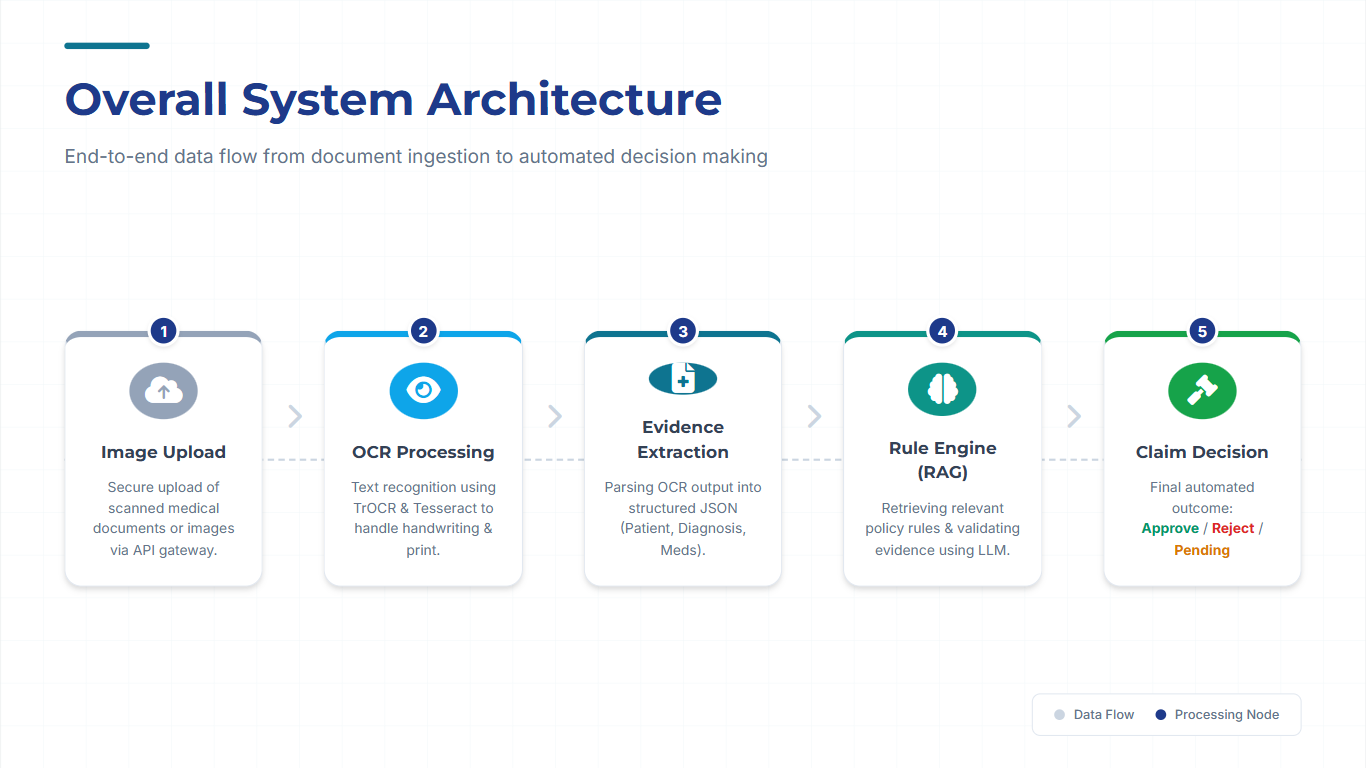 Overall System Architecture
End-to-end data flow from document ingestion to automated decision making
1
Image Upload
Secure upload of
scanned medical
documents or images
via API gateway.
2
OCR Processing
Text recognition using
TrOCR & Tesseract to
handle handwriting &
print.
3
Evidence
Extraction
Parsing OCR output into
structured JSON
(Patient, Diagnosis,
Meds).
4
Rule Engine
(RAG)
Retrieving relevant
policy rules & validating
evidence using LLM.
5
Claim Decision
Final automated
outcome:
Approve / Reject /
Pending
Data Flow
Processing Node